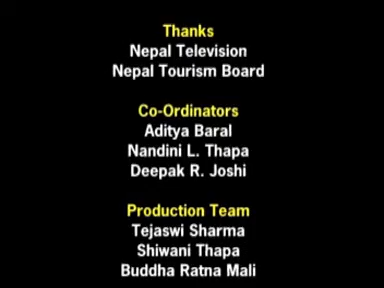 Thanks
Nepal Television
Nepal Tourism Board
Co-Ordinators
Aditya Baral
Nandini L. Thapa
Deepak R. Joshi
Production Team
Tejaswi Sharma
Shiwani Thapa
Buddha Ratna Mali